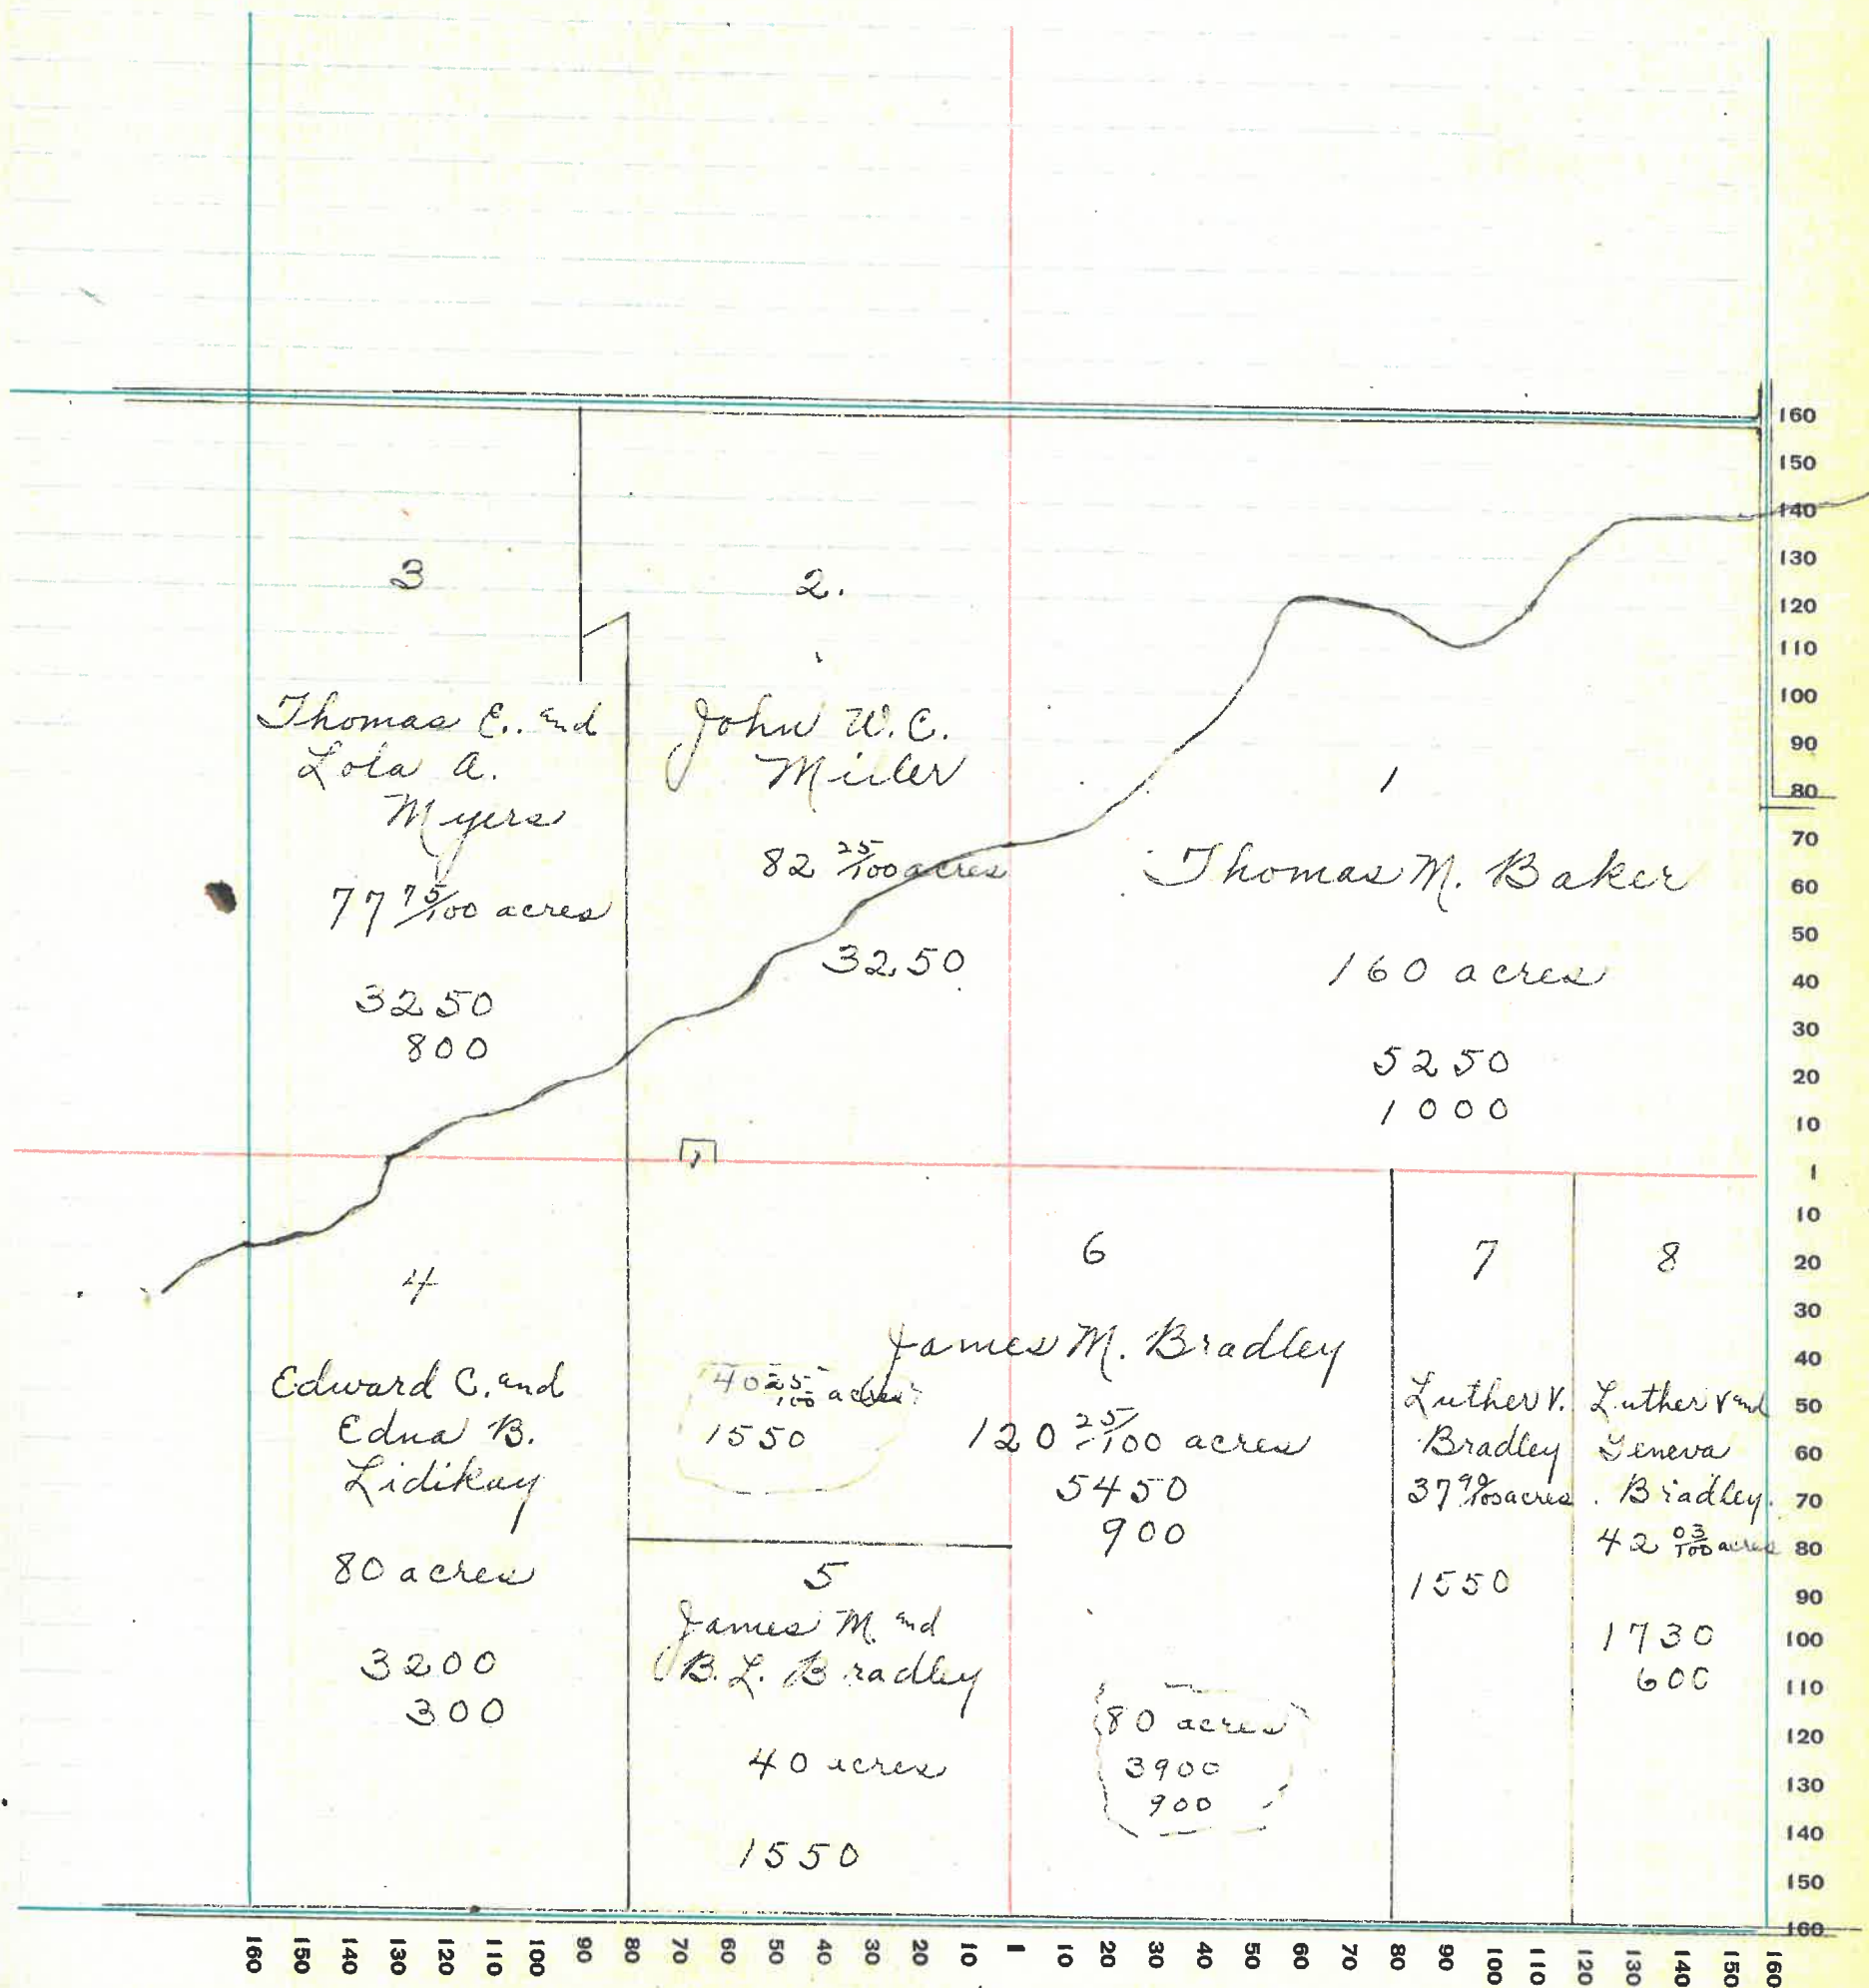 3
Thomas E. and
Lola A.
Myers
77 75/100 acres
3250
800
2.
John W. C.
Miller
82 25/100 acres
3250
1
Thomas M. Baker
160 acres
5250
1000
4
Edward C. and
Edna B.
Lidikay
80 acres
3200
300
6
James M. Bradley
120 25/100 acres
5450
900
40 25/100 acres
1550
80 acres
3900
900
5
James M. and
B. L. Bradley
40 acres
1550
7
Luther V.
Bradley
37 90/100 acres
1550
8
Luther V and
Geneva
Bradley.
42 03/100 acres
1730
600
160
150
140
130
120
110
100
90
80
70
60
50
40
30
20
10
1
10
20
30
40
50
60
70
80
90
100
110
120
130
140
150
160
160 150 140 130 120 110 100 90 80 70 60 50 40 30 20 10 1 10 20 30 40 50 60 70 80 90 100 110 120 130 140 150 160